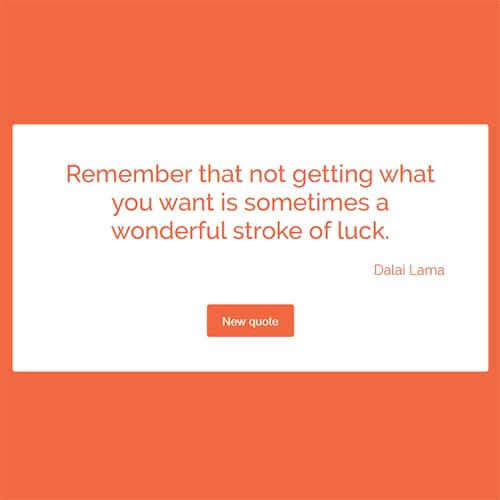 Remember that not getting what
you want is sometimes a
wonderful stroke of luck.
Dalai Lama
New quote